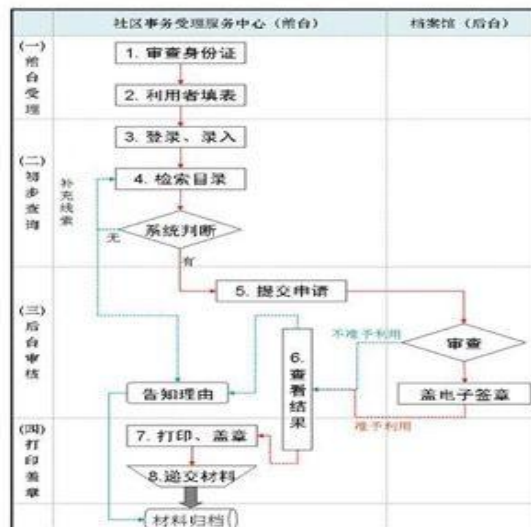 社区事务受理服务中心（前台）
档案馆（后台）
(一)前台受理
1. 审查身份证
2. 利用者填表
(二)初步查询
3. 登录、录入
4. 检索目录
补充线索
系统判断
无
有
(三)后台审核
5. 提交申请
审查
不准予利用
6. 查看结果
告知理由
盖电子签章
准予利用
(四)打印盖章
7. 打印、盖章
8.递交材料
材料归档